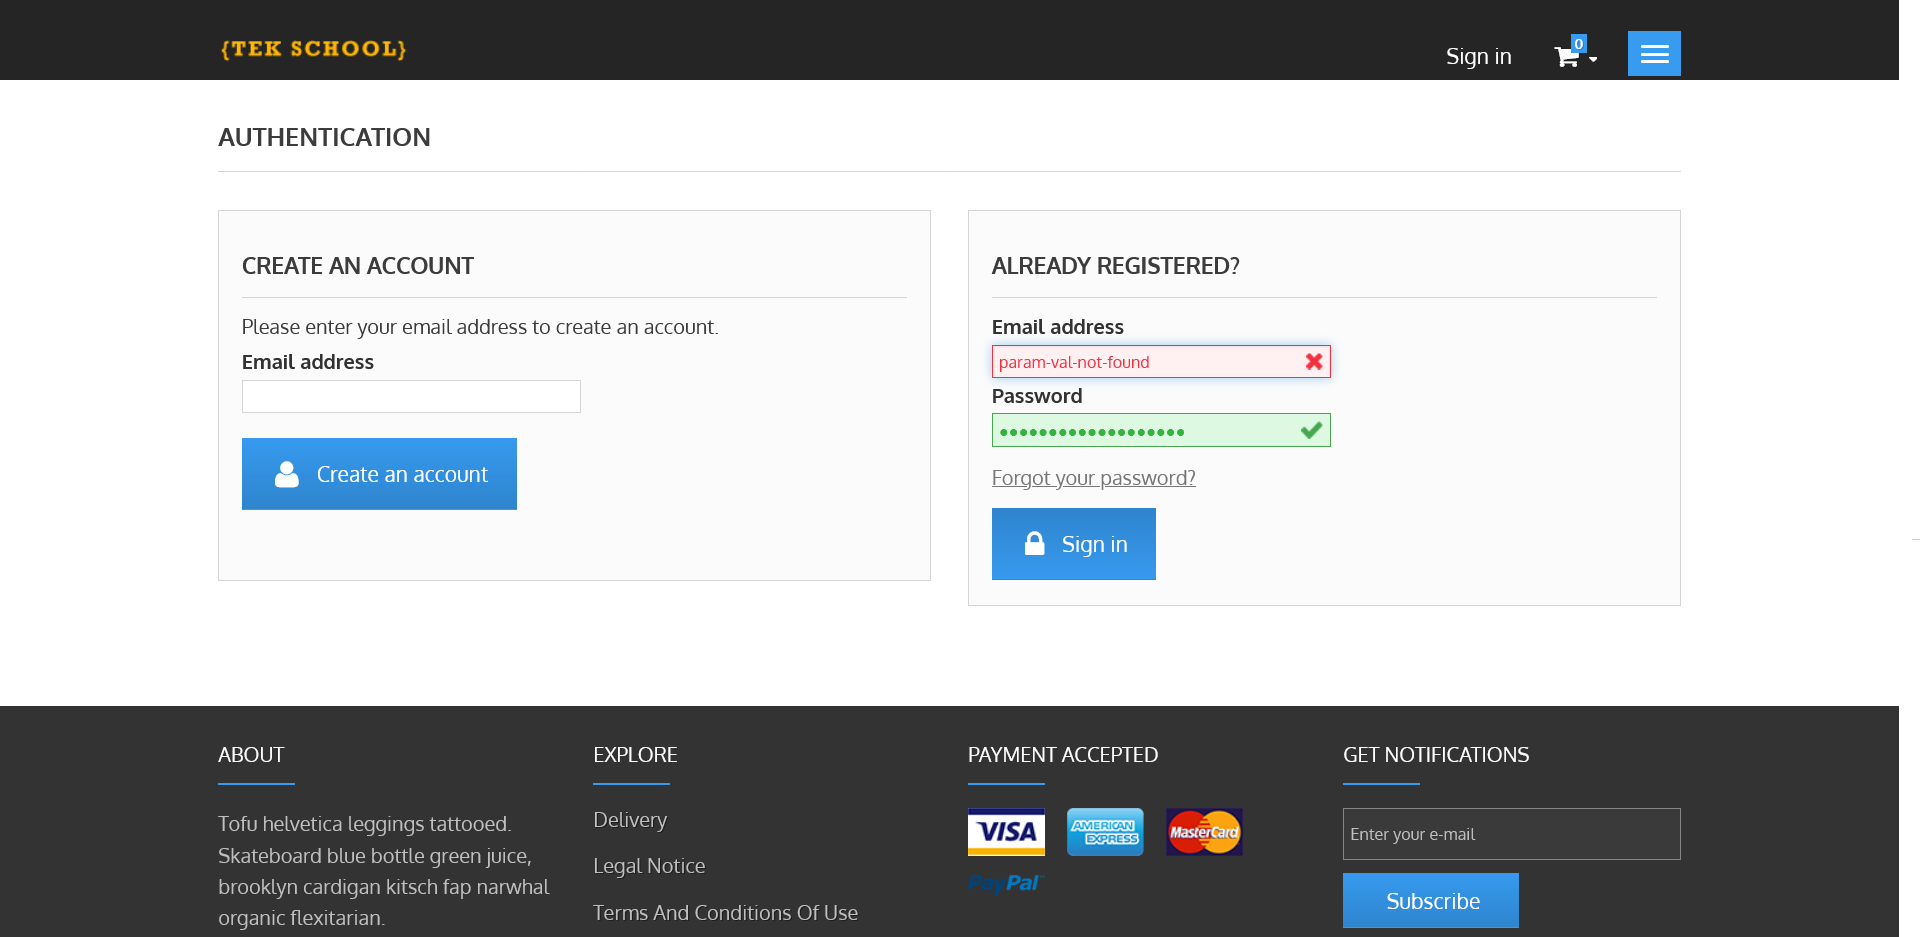 {TEK SCHOOL}
Sign in
0
AUTHENTICATION
CREATE AN ACCOUNT
Please enter your email address to create an account.
Email address
Create an account
ALREADY REGISTERED?
Email address
param-val-not-found
Password
Forgot your password?
Sign in
ABOUT
Tofu helvetica leggings tattooed.
Skateboard blue bottle green juice,
brooklyn cardigan kitsch fap narwhal
organic flexitarian.
EXPLORE
Delivery
Legal Notice
Terms And Conditions Of Use
PAYMENT ACCEPTED
VISA
AMERICAN EXPRESS
MasterCard
PayPal
GET NOTIFICATIONS
Enter your e-mail
Subscribe